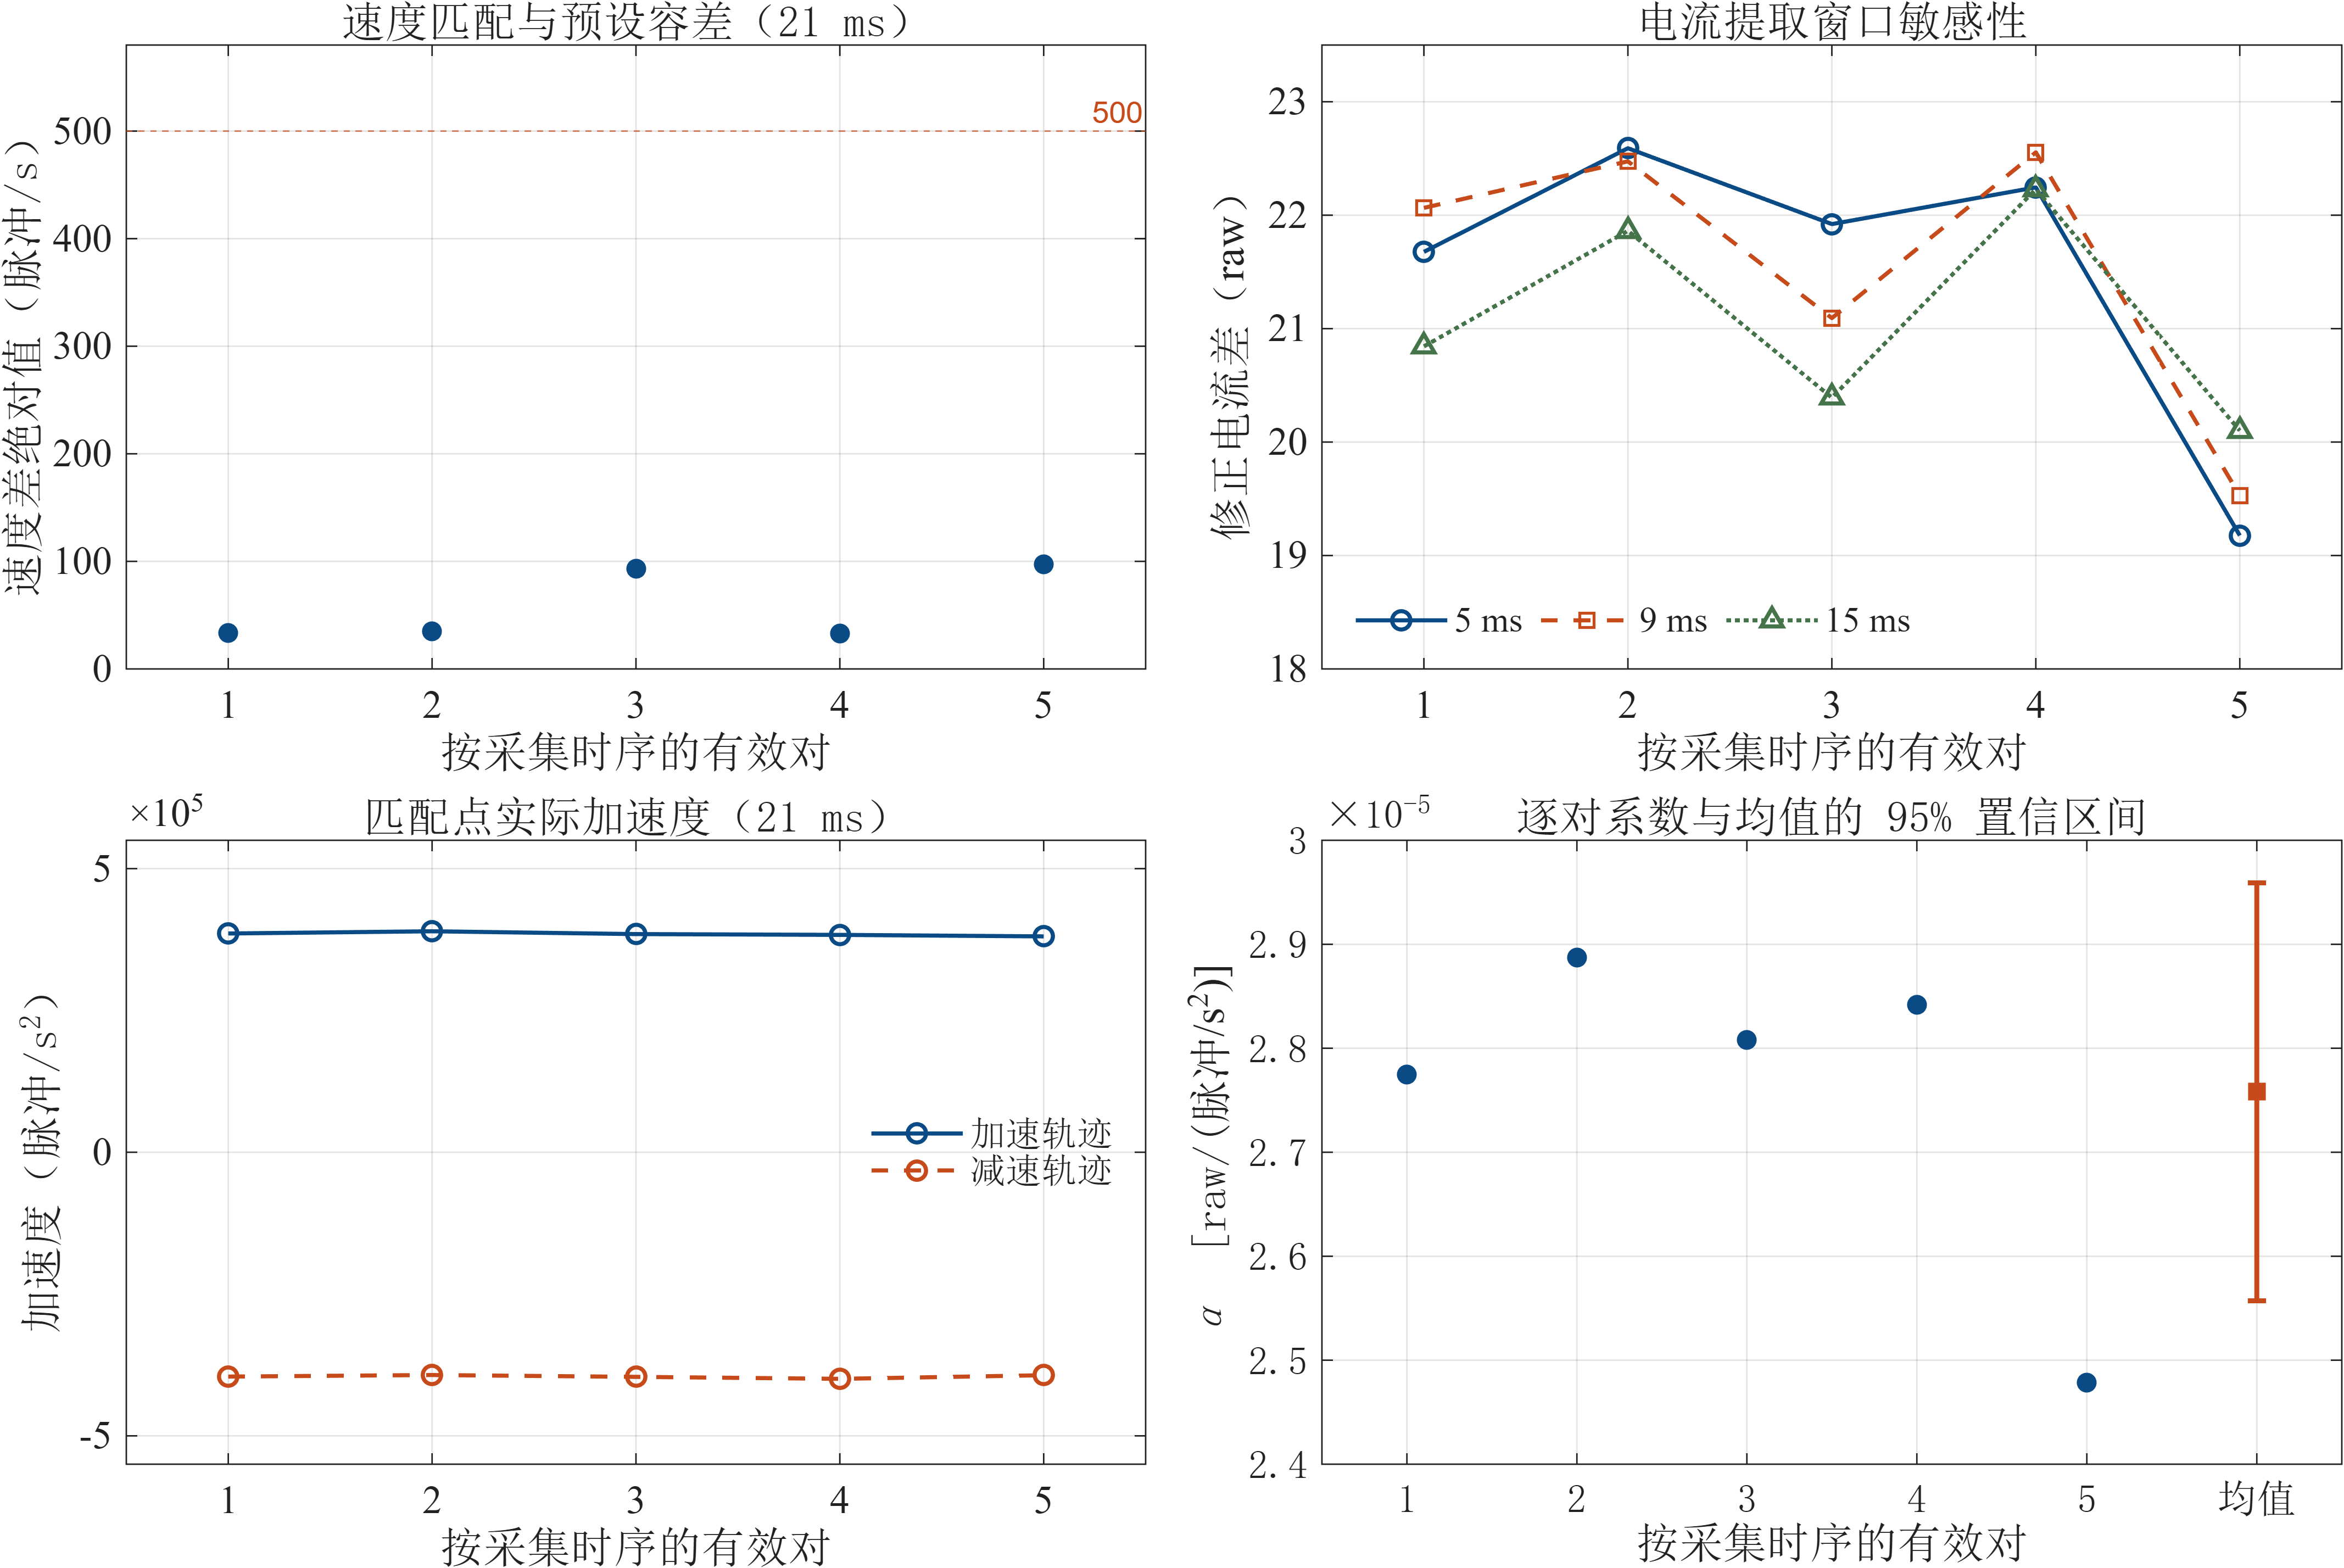 速度匹配与预设容差（21 ms）
速度差绝对值（脉冲/s）
500
400
300
200
100
0
500
1 2 3 4 5
按采集时序的有效对
电流提取窗口敏感性
修正电流差（raw）
23
22
21
20
19
18
5 ms 9 ms 15 ms
1 2 3 4 5
按采集时序的有效对
×10⁵
匹配点实际加速度（21 ms）
加速度（脉冲/s²）
5
0
-5
加速轨迹
减速轨迹
1 2 3 4 5
按采集时序的有效对
×10⁻⁵
逐对系数与均值的 95% 置信区间
α [raw/(脉冲/s²)]
3
2.9
2.8
2.7
2.6
2.5
2.4
1 2 3 4 5 均值
按采集时序的有效对